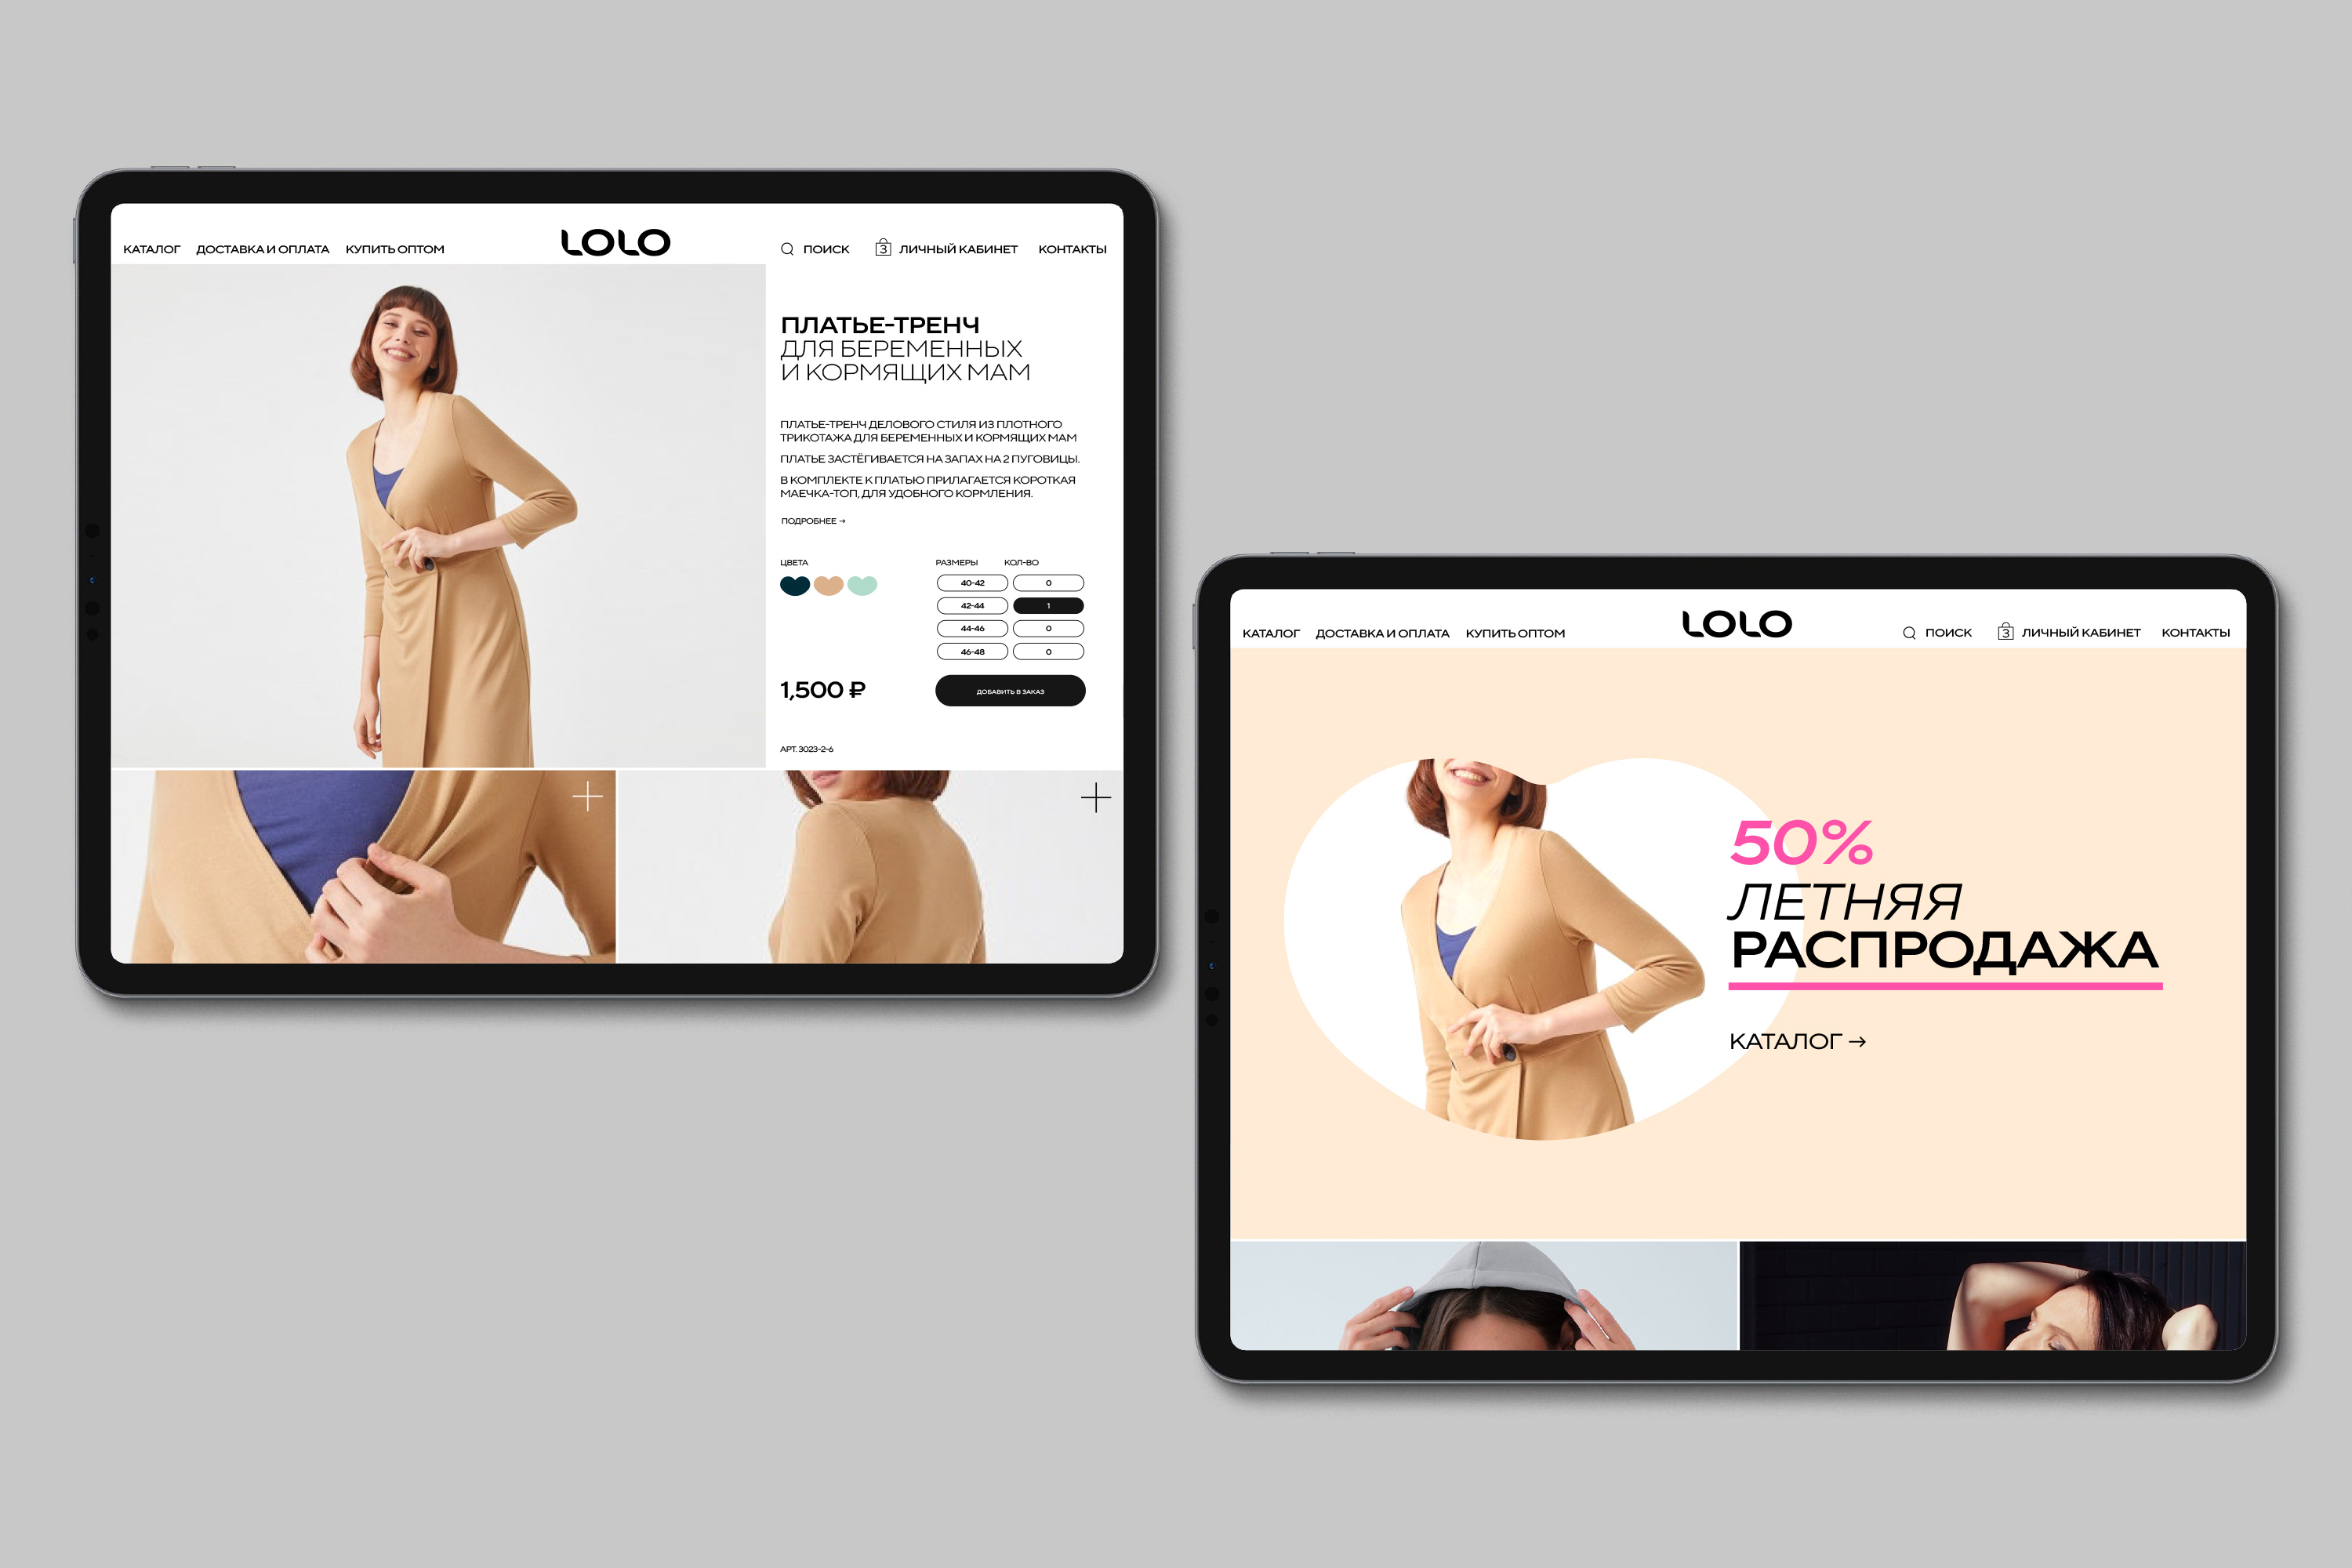 КАТАЛОГ ДОСТАВКА И ОПЛАТА КУПИТЬ ОПТОМ LOLO ПОИСК 3 ЛИЧНЫЙ КАБИНЕТ КОНТАКТЫ
ПЛАТЬЕ-ТРЕНЧ
ДЛЯ БЕРЕМЕННЫХ
И КОРМЯЩИХ МАМ
ПЛАТЬЕ-ТРЕНЧ ДЕЛОВОГО СТИЛЯ ИЗ ПЛОТНОГО
ТРИКОТАЖА ДЛЯ БЕРЕМЕННЫХ И КОРМЯЩИХ МАМ
ПЛАТЬЕ ЗАСТЁГИВАЕТСЯ НА ЗАПАХ НА 2 ПУГОВИЦЫ.
В КОМПЛЕКТЕ К ПЛАТЬЮ ПРИЛАГАЕТСЯ КОРОТКАЯ
МАЕЧКА-ТОП, ДЛЯ УДОБНОГО КОРМЛЕНИЯ.
ПОДРОБНЕЕ →
ЦВЕТА РАЗМЕРЫ КОЛ-ВО
40-42 0
42-44 1
44-46 0
46-48 0
1,500 ₽ ДОБАВИТЬ В ЗАКАЗ
АРТ. 3023-2-6
КАТАЛОГ ДОСТАВКА И ОПЛАТА КУПИТЬ ОПТОМ LOLO ПОИСК 3 ЛИЧНЫЙ КАБИНЕТ КОНТАКТЫ
50%
ЛЕТНЯЯ
РАСПРОДАЖА
КАТАЛОГ →